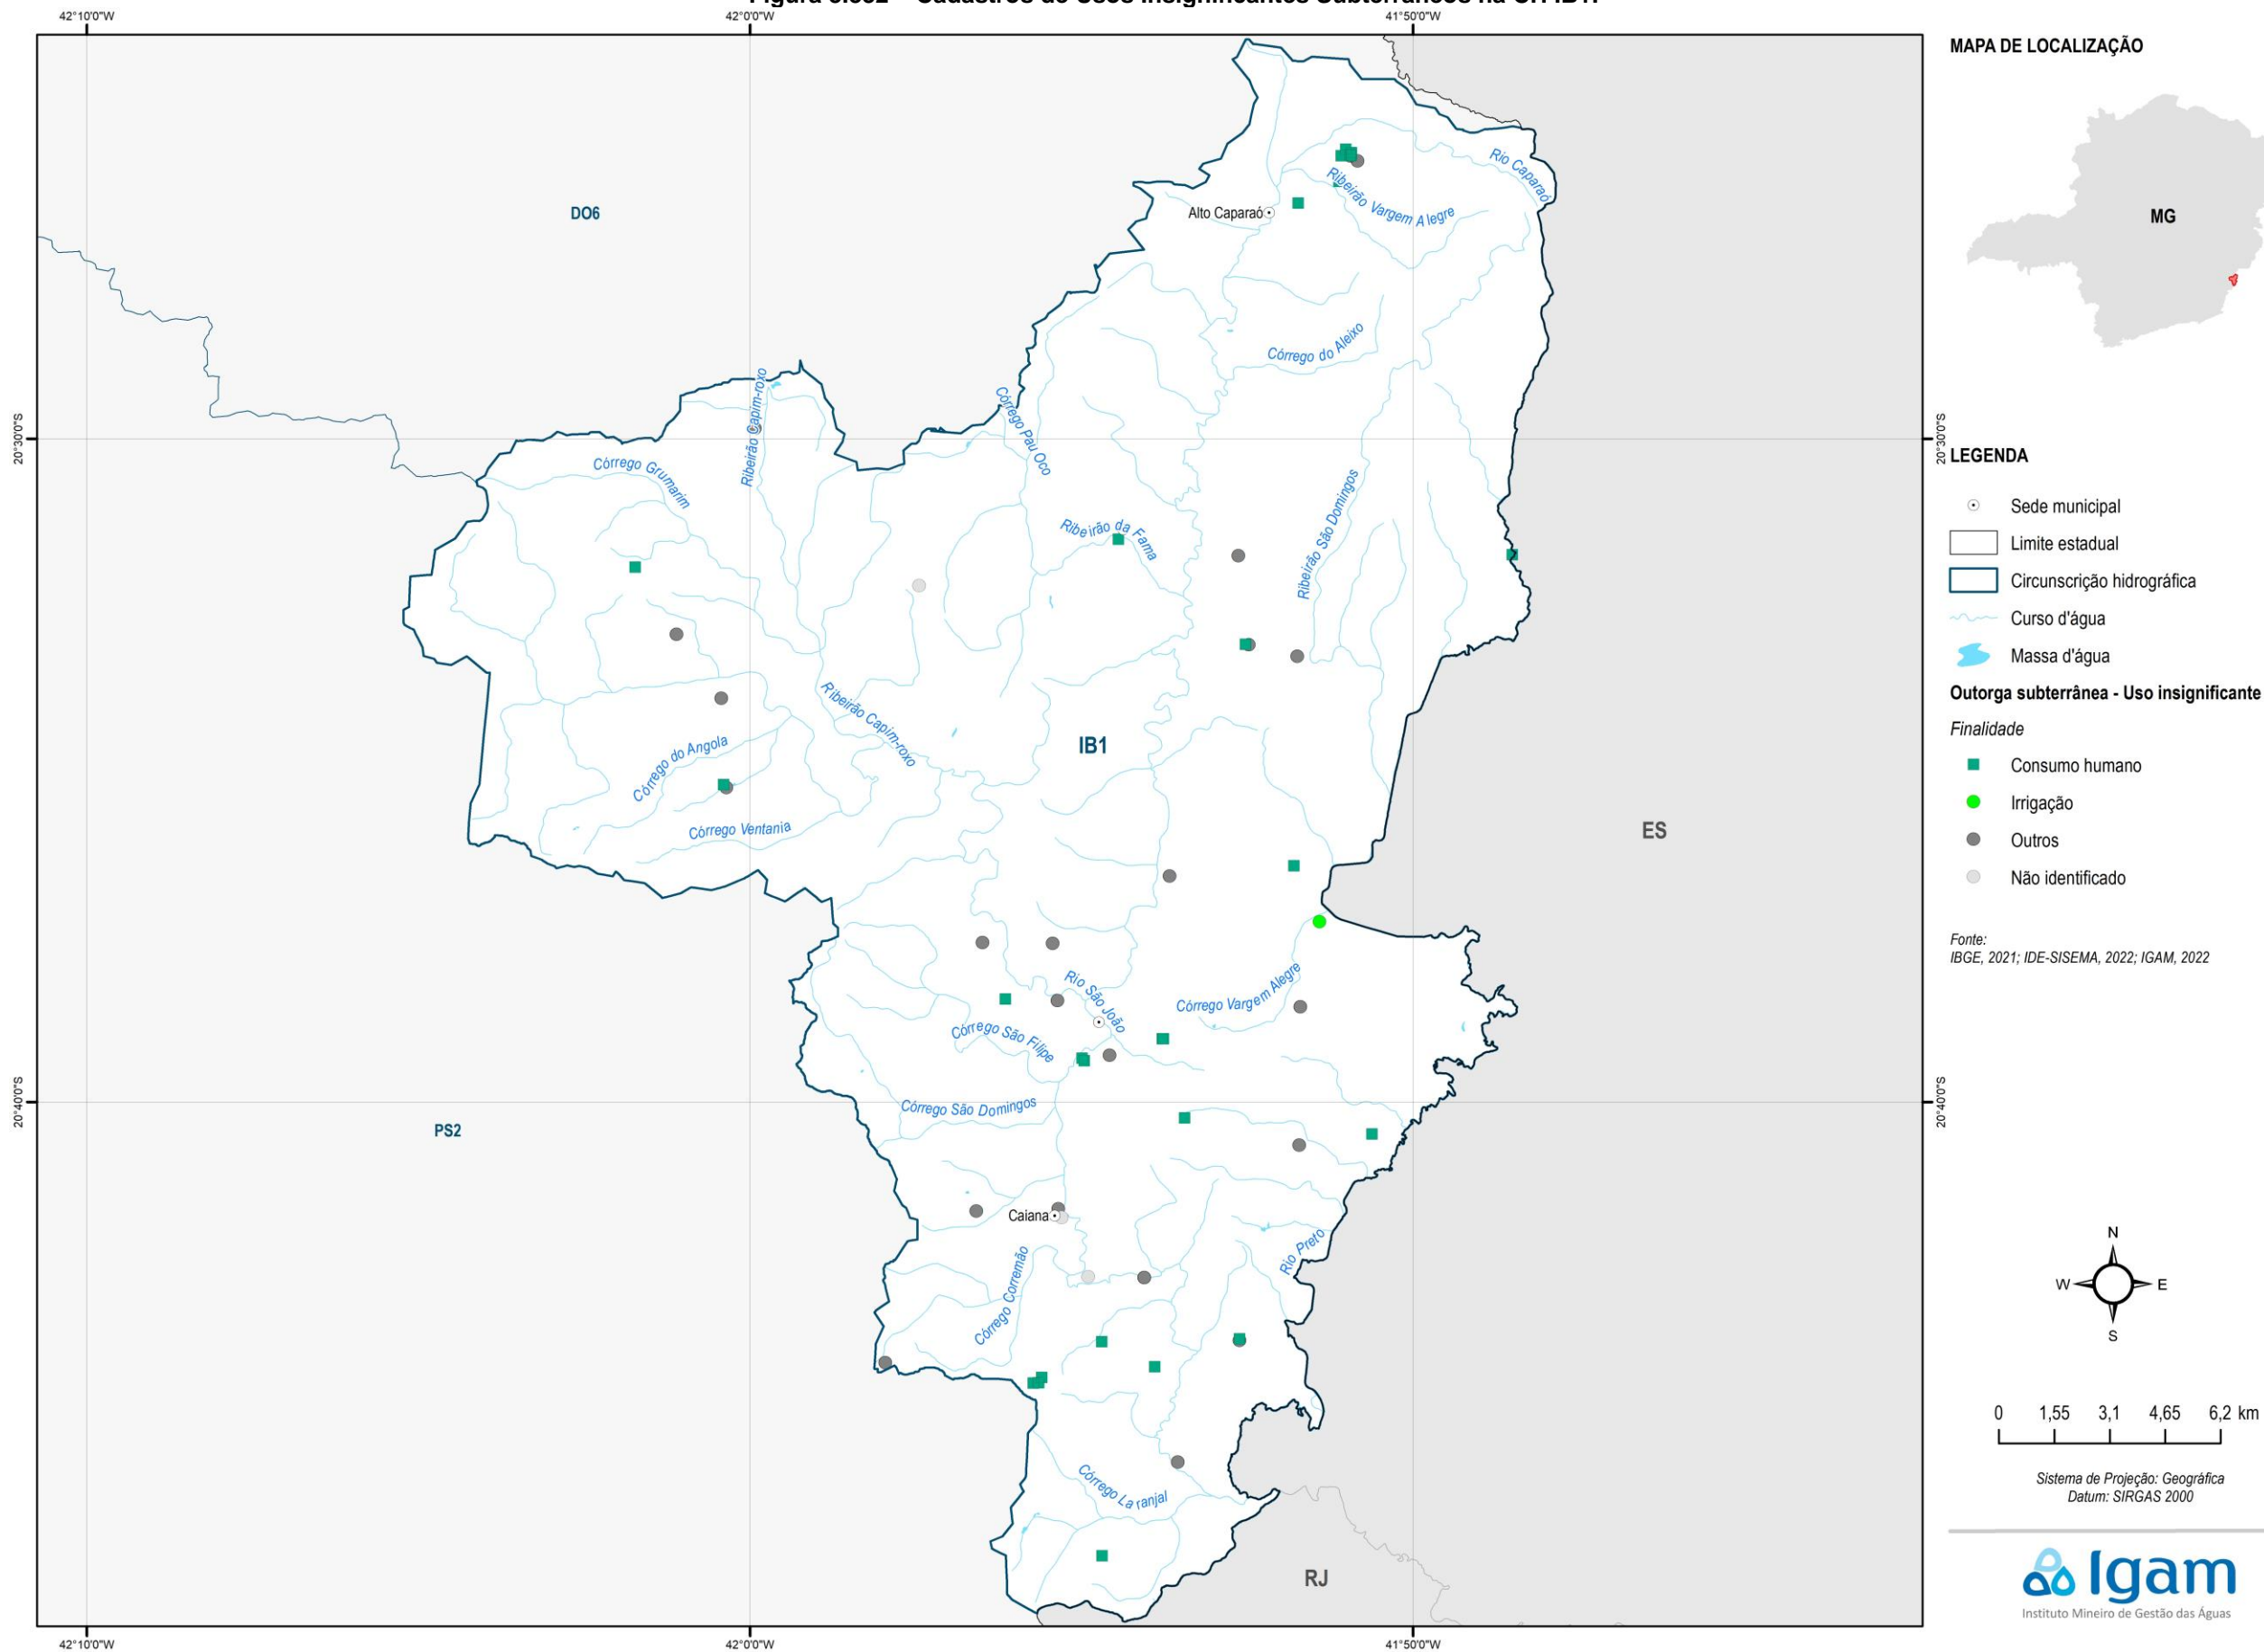 42°10'0"W
42°0'0"W
41°50'0"W
MAPA DE LOCALIZAÇÃO
MG
DO6
Rio Caparaó
Ribeirão Vargem Alegre
Alto Caparaó
Córrego do Aleixo
Ribeirão Capim-roxo
Córrego Pau Oco
20°30'0"S
20°30'0"S
Córrego Grumarim
Ribeirão da Fama
Ribeirão São Domingos
Ribeirão Capim-roxo
IB1
Córrego do Angola
Córrego Ventania
ES
Rio São João
Córrego Vargem Alegre
Córrego São Filipe
Córrego São Domingos
20°40'0"S
20°40'0"S
PS2
Caiana
Córrego Corremão
Rio Preto
Córrego Laranjal
RJ
42°10'0"W
42°0'0"W
41°50'0"W
LEGENDA
Sede municipal
Limite estadual
Circunscrição hidrográfica
Curso d'água
Massa d'água
Outorga subterrânea - Uso insignificante
Finalidade
Consumo humano
Irrigação
Outros
Não identificado
Fonte:
IBGE, 2021; IDE-SISEMA, 2022; IGAM, 2022
N
W E
S
0 1,55 3,1 4,65 6,2 km
Sistema de Projeção: Geográfica
Datum: SIRGAS 2000
Igam
Instituto Mineiro de Gestão das Águas